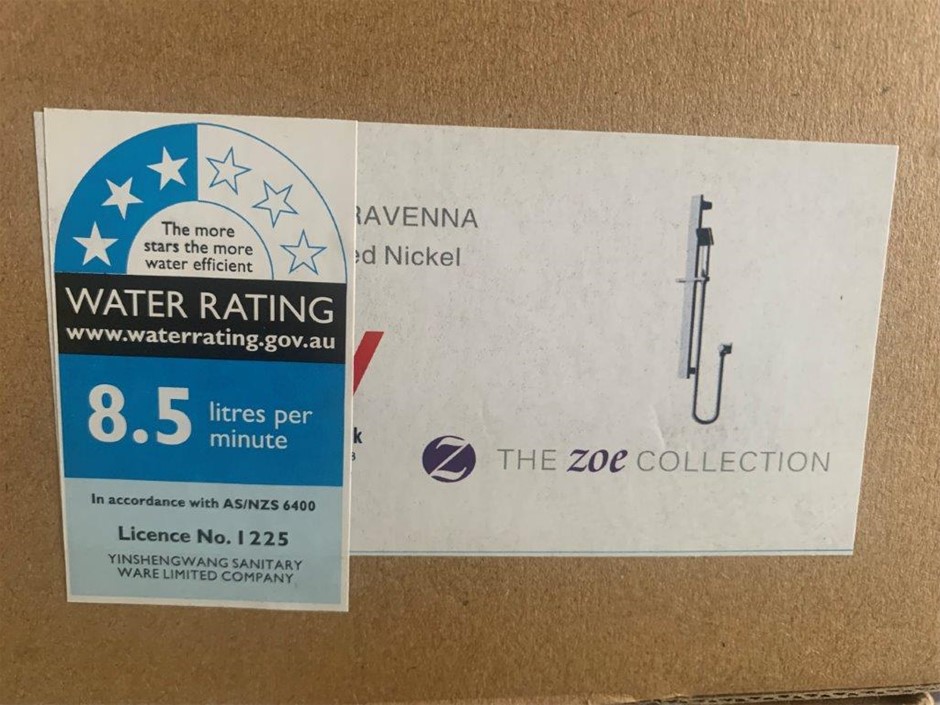 The more
stars the more
water efficient
WATER RATING
www.waterrating.gov.au
8.5 litres per
minute
In accordance with AS/NZS 6400
Licence No. 1225
YINSHENGWANG SANITARY
WARE LIMITED COMPANY
RAVENNA
ed Nickel
k
Z THE zoe COLLECTION